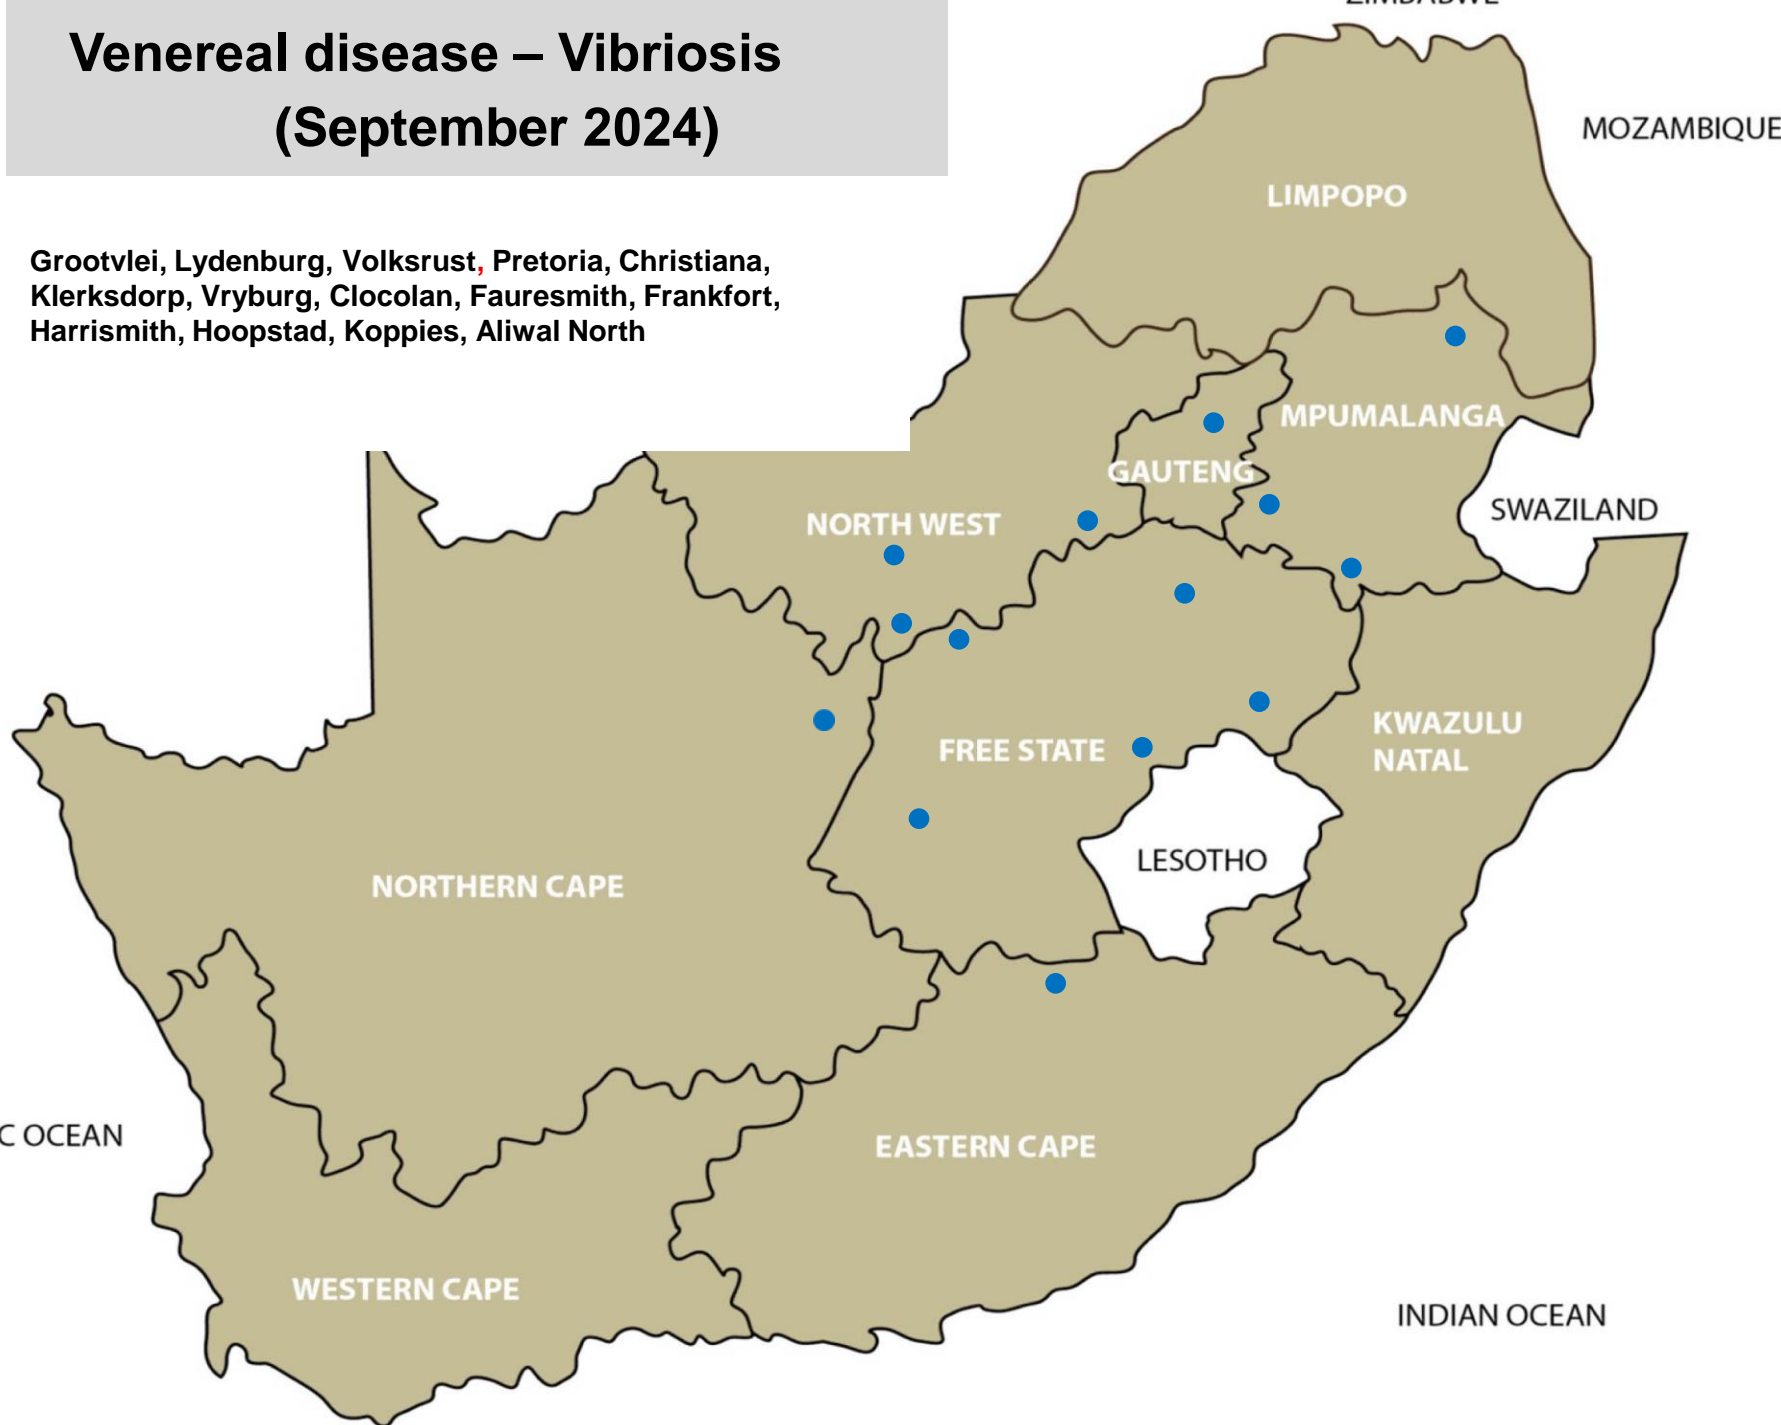 Venereal disease – Vibriosis
(September 2024)
Grootvlei, Lydenburg, Volksrust, Pretoria, Christiana,
Klerksdorp, Vryburg, Clocolan, Fauresmith, Frankfort,
Harrismith, Hoopstad, Koppies, Aliwal North
ZIMBABWE
MOZAMBIQUE
LIMPOPO
MPUMALANGA
GAUTENG
SWAZILAND
NORTH WEST
KWAZULU
NATAL
FREE STATE
LESOTHO
NORTHERN CAPE
C OCEAN
EASTERN CAPE
WESTERN CAPE
INDIAN OCEAN